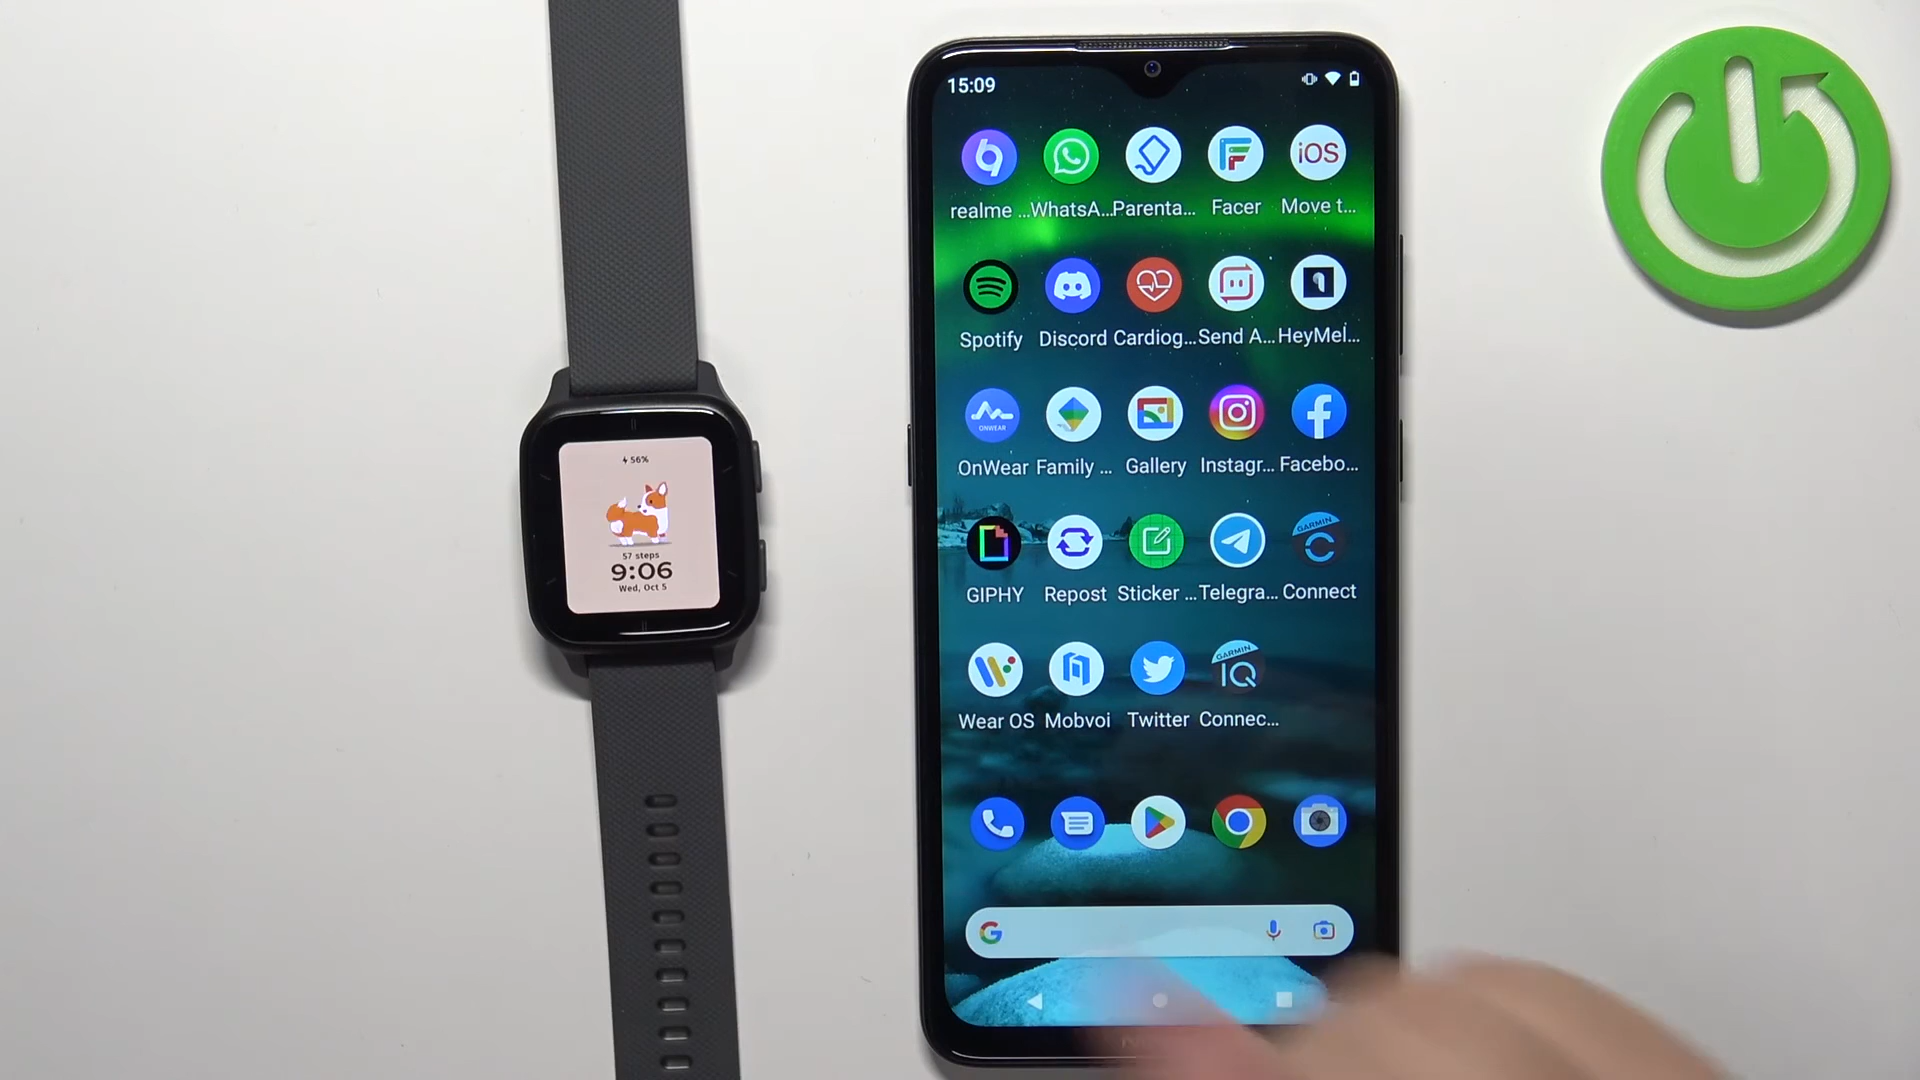 56%
57 steps
9:06
Wed, Oct 5
15:09
realme ...
WhatsA...
Parenta...
Facer
iOS
Move t...
Spotify
Discord
Cardiog...
Send A...
HeyMel...
ONWEAR
OnWear
Family ...
Gallery
Instagr...
Facebo...
GIPHY
Repost
Sticker ...
Telegra...
GARMIN
Connect
Wear OS
Mobvoi
Twitter
GARMIN
IQ
Connec...